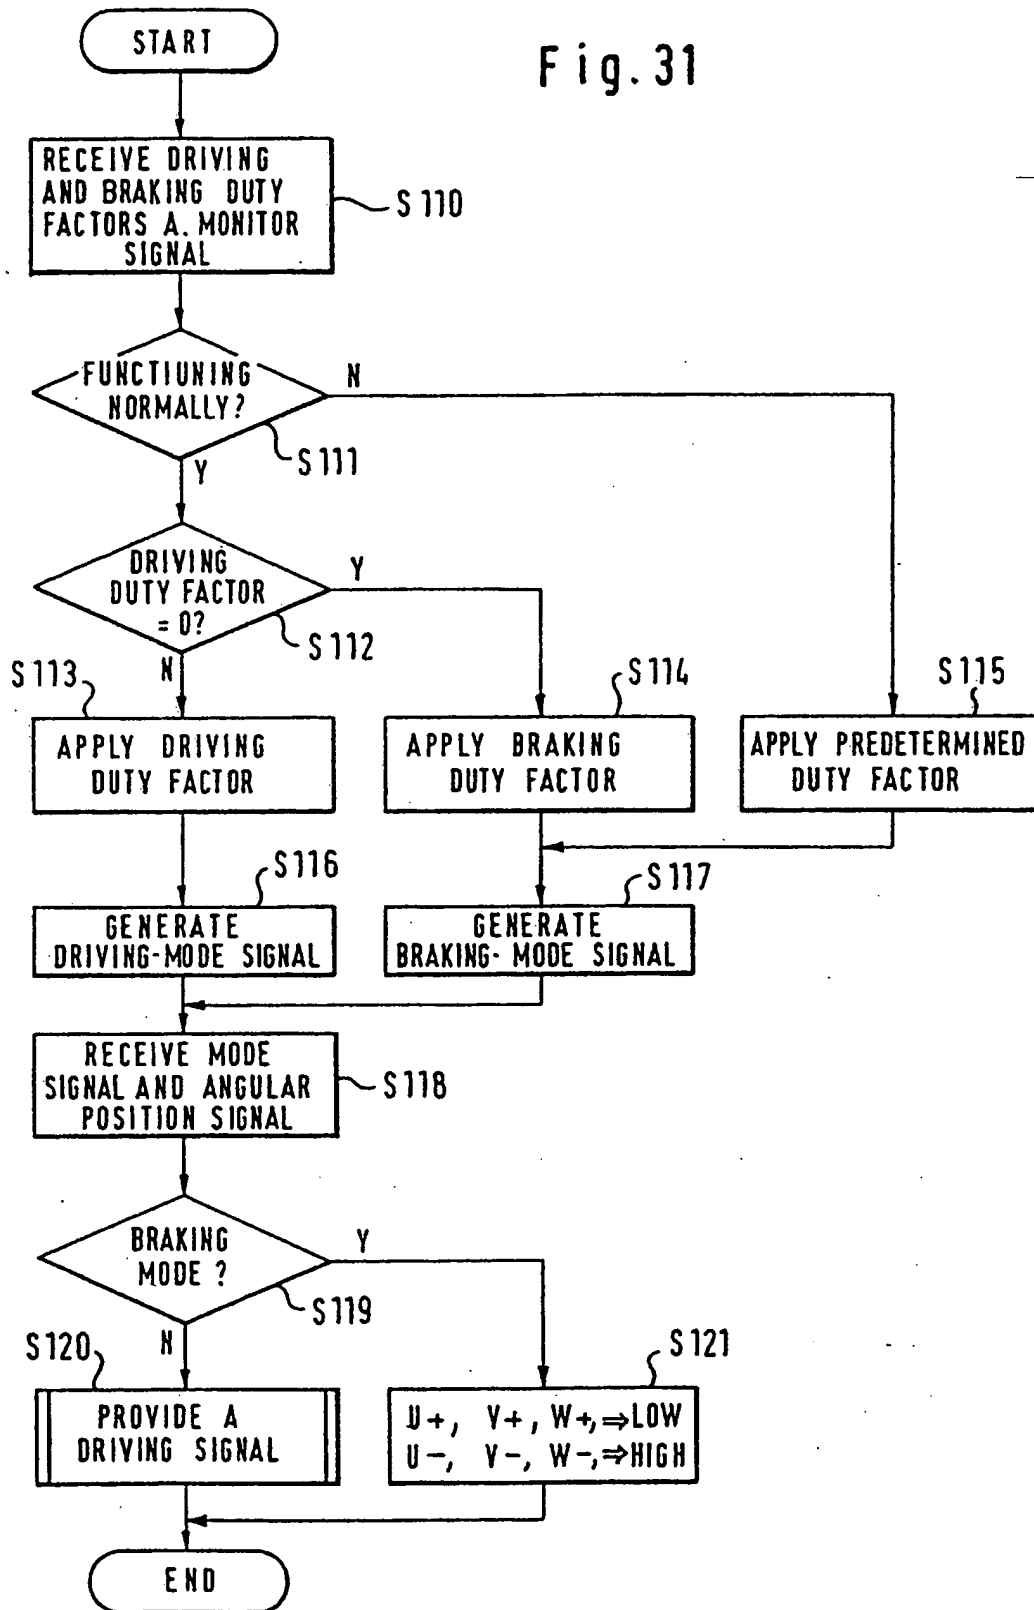 START
Fig.31
RECEIVE DRIVING
AND BRAKING DUTY
FACTORS A. MONITOR
SIGNAL
S110
FUNCTIUNING
NORMALLY?
N
S111
Y
DRIVING
DUTY FACTOR
= 0?
Y
S112
N
S113
S114
S115
APPLY DRIVING
DUTY FACTOR
APPLY BRAKING
DUTY FACTOR
APPLY PREDETERMINED
DUTY FACTOR
S116
S117
GENERATE
DRIVING-MODE SIGNAL
GENERATE
BRAKING-MODE SIGNAL
RECEIVE MODE
SIGNAL AND ANGULAR
POSITION SIGNAL
S118
BRAKING
MODE ?
Y
S119
N
S120
S121
PROVIDE A
DRIVING SIGNAL
U+, V+, W+,⇒LOW
U−, V−, W−,⇒HIGH
END